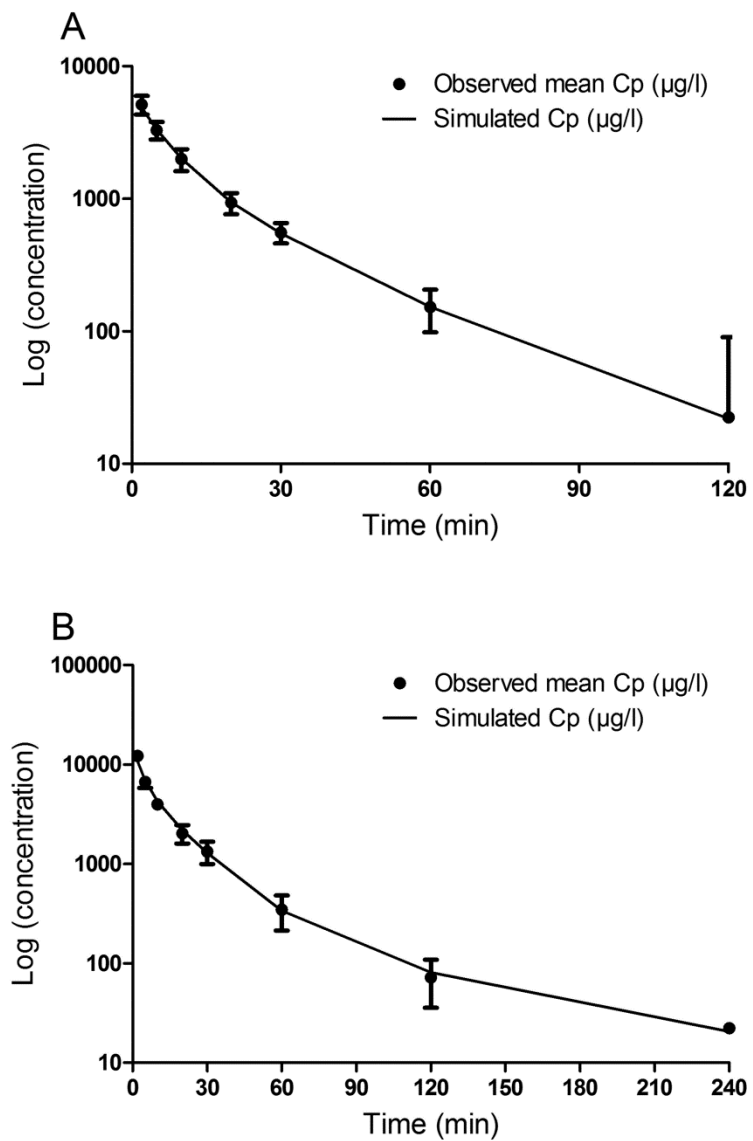 A
10000
1000
100
10
Log (concentration)
Observed mean Cp (µg/l)
Simulated Cp (µg/l)
0 30 60 90 120
Time (min)
B
100000
10000
1000
100
10
Log (concentration)
Observed mean Cp (µg/l)
Simulated Cp (µg/l)
0 30 60 90 120 150 180 210 240
Time (min)